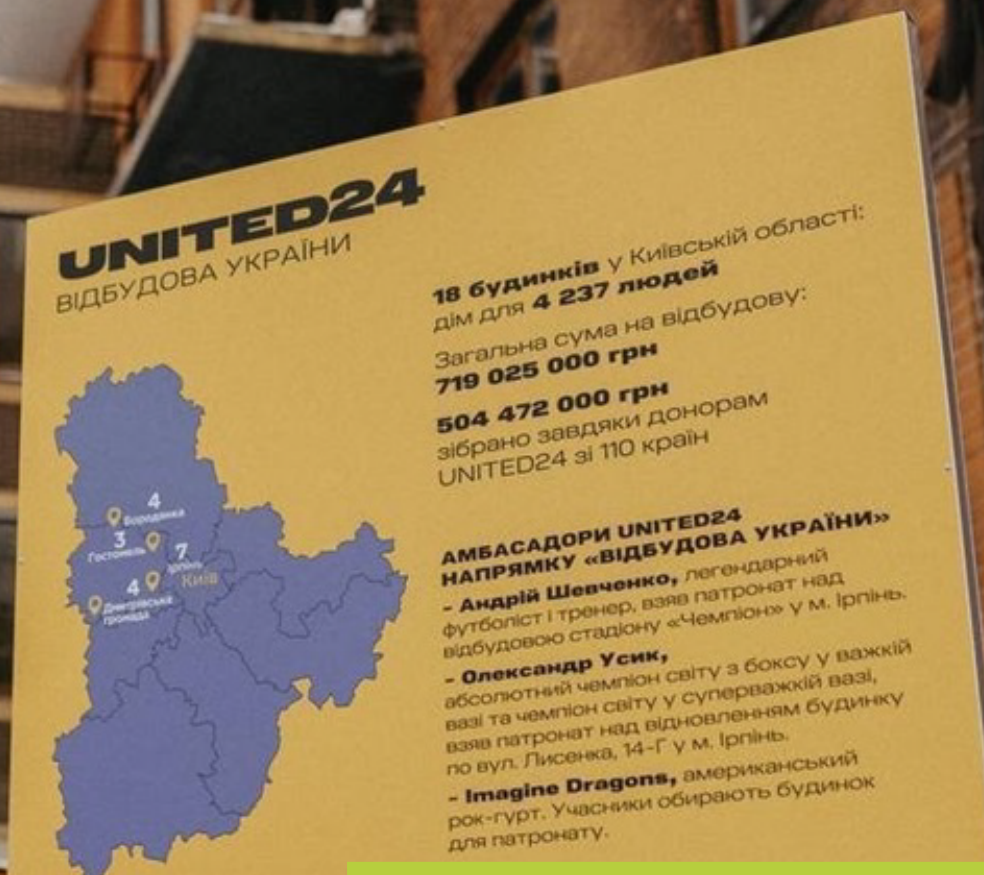 UNITED24
ВІДБУДОВА УКРАЇНИ
18 будинків у Київській області:
дім для 4 237 людей
Загальна сума на відбудову:
719 025 000 грн
504 472 000 грн
зібрано завдяки донорам
UNITED24 зі 110 країн
4
Бородянка
3
Гостомель
7
Ірпінь
Київ
4
Дмитрівська
громада
АМБАСАДОРИ UNITED24
НАПРЯМКУ «ВІДБУДОВА УКРАЇНИ»
- Андрій Шевченко, легендарний
футболіст і тренер, взяв патронат над
відбудовою стадіону «Чемпіон» у м. Ірпінь.
- Олександр Усик,
абсолютний чемпіон світу з боксу у важкій
вазі та чемпіон світу у суперважкій вазі,
взяв патронат над відновленням будинку
по вул. Лисенка, 14-Г у м. Ірпінь.
- Imagine Dragons, американський
рок-гурт. Учасники обирають будинок
для патронату.